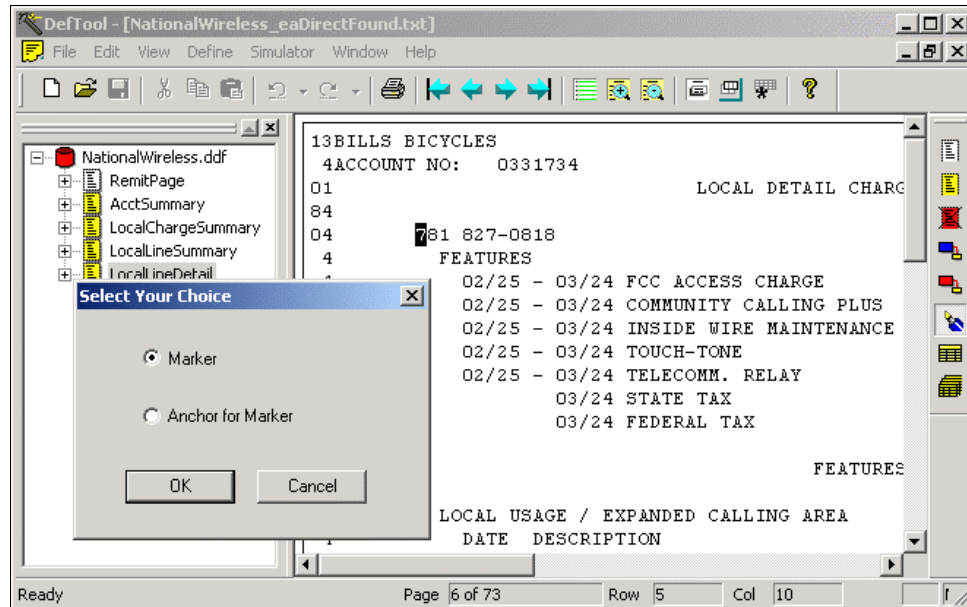 DefTool - [NationalWireless_eaDirectFound.txt]
File Edit View Define Simulator Window Help
NationalWireless.ddf
RemitPage
AcctSummary
LocalChargeSummary
LocalLineSummary
LocalLineDetail
Select Your Choice
Marker
Anchor for Marker
OK Cancel
13BILLS BICYCLES
4ACCOUNT NO: 0331734
01 LOCAL DETAIL CHARG
84
04 781 827-0818
4 FEATURES
02/25 - 03/24 FCC ACCESS CHARGE
02/25 - 03/24 COMMUNITY CALLING PLUS
02/25 - 03/24 INSIDE WIRE MAINTENANCE
02/25 - 03/24 TOUCH-TONE
02/25 - 03/24 TELECOMM. RELAY
03/24 STATE TAX
03/24 FEDERAL TAX
FEATURES
LOCAL USAGE / EXPANDED CALLING AREA
DATE DESCRIPTION
Ready Page 6 of 73 Row 5 Col 10